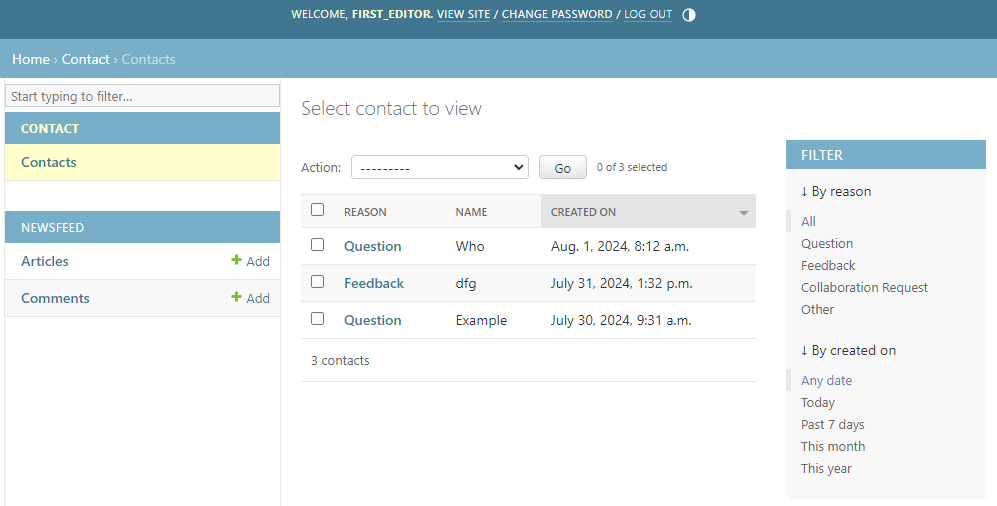 WELCOME, FIRST_EDITOR. VIEW SITE / CHANGE PASSWORD / LOG OUT
Home › Contact › Contacts
Start typing to filter...
CONTACT
Contacts
NEWSFEED
Articles + Add
Comments + Add
Select contact to view
Action: --------- Go 0 of 3 selected
REASON NAME CREATED ON
Question Who Aug. 1, 2024, 8:12 a.m.
Feedback dfg July 31, 2024, 1:32 p.m.
Question Example July 30, 2024, 9:31 a.m.
3 contacts
FILTER
↓ By reason
All
Question
Feedback
Collaboration Request
Other
↓ By created on
Any date
Today
Past 7 days
This month
This year